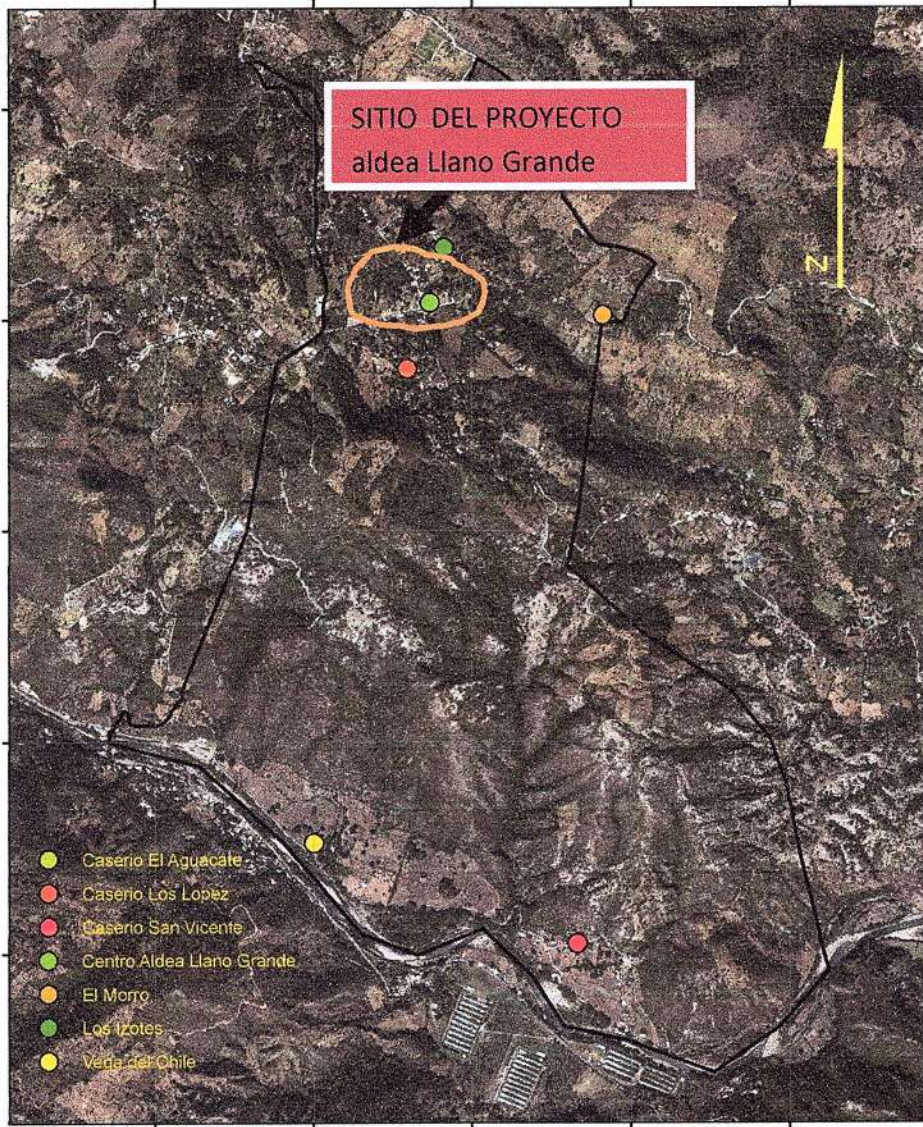 SITIO DEL PROYECTO
aldea Llano Grande
N
Caserio El Aguacate
Caserio Los Lopez
Caserio San Vicente
Centro Aldea Llano Grande
El Morro
Los Izotes
Vega del Chile